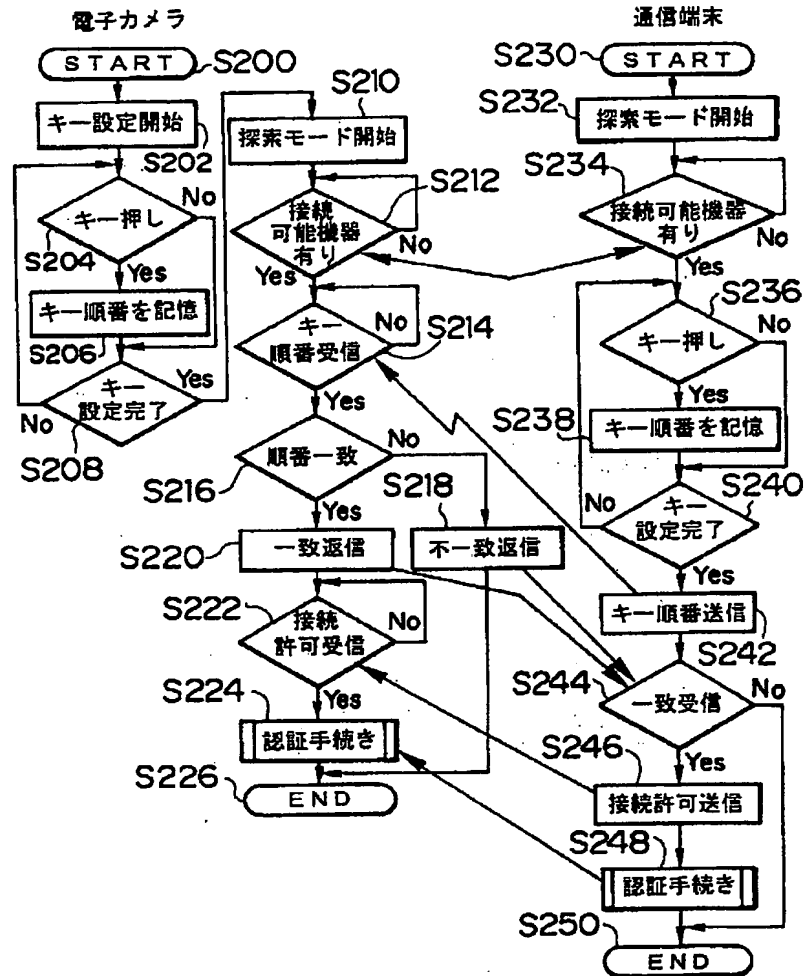 電子カメラ
START
S200
キー設定開始
S202
キー押し
No
S204
Yes
キー順番を記憶
S206
キー
設定完了
Yes
No
S208
S210
探索モード開始
S212
接続
可能機器
有り
No
Yes
キー
順番受信
No
S214
Yes
順番一致
No
S216
Yes
S218
S220
一致返信
不一致返信
S222
接続
許可受信
No
Yes
S224
認証手続き
S226
END
通信端末
S230
START
S232
探索モード開始
S234
接続可能機器
有り
No
Yes
S236
キー押し
No
Yes
S238
キー順番を記憶
S240
No
キー
設定完了
Yes
キー順番送信
S242
S244
一致受信
No
S246
Yes
接続許可送信
S248
認証手続き
S250
END